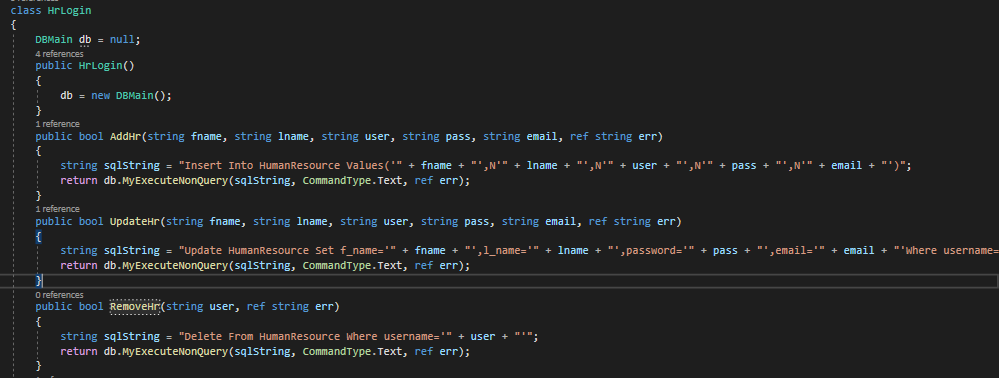 class HrLogin
{
DBMain db = null;
4 references
public HrLogin()
{
db = new DBMain();
}
1 reference
public bool AddHr(string fname, string lname, string user, string pass, string email, ref string err)
{
string sqlString = "Insert Into HumanResource Values('" + fname + "',N'" + lname + "',N'" + user + "',N'" + pass + "',N'" + email + "')";
return db.MyExecuteNonQuery(sqlString, CommandType.Text, ref err);
}
1 reference
public bool UpdateHr(string fname, string lname, string user, string pass, string email, ref string err)
{
string sqlString = "Update HumanResource Set f_name='" + fname + "',l_name='" + lname + "',password='" + pass + "',email='" + email + "'Where username=
return db.MyExecuteNonQuery(sqlString, CommandType.Text, ref err);
}
0 references
public bool RemoveHr(string user, ref string err)
{
string sqlString = "Delete From HumanResource Where username='" + user + "'";
return db.MyExecuteNonQuery(sqlString, CommandType.Text, ref err);
}